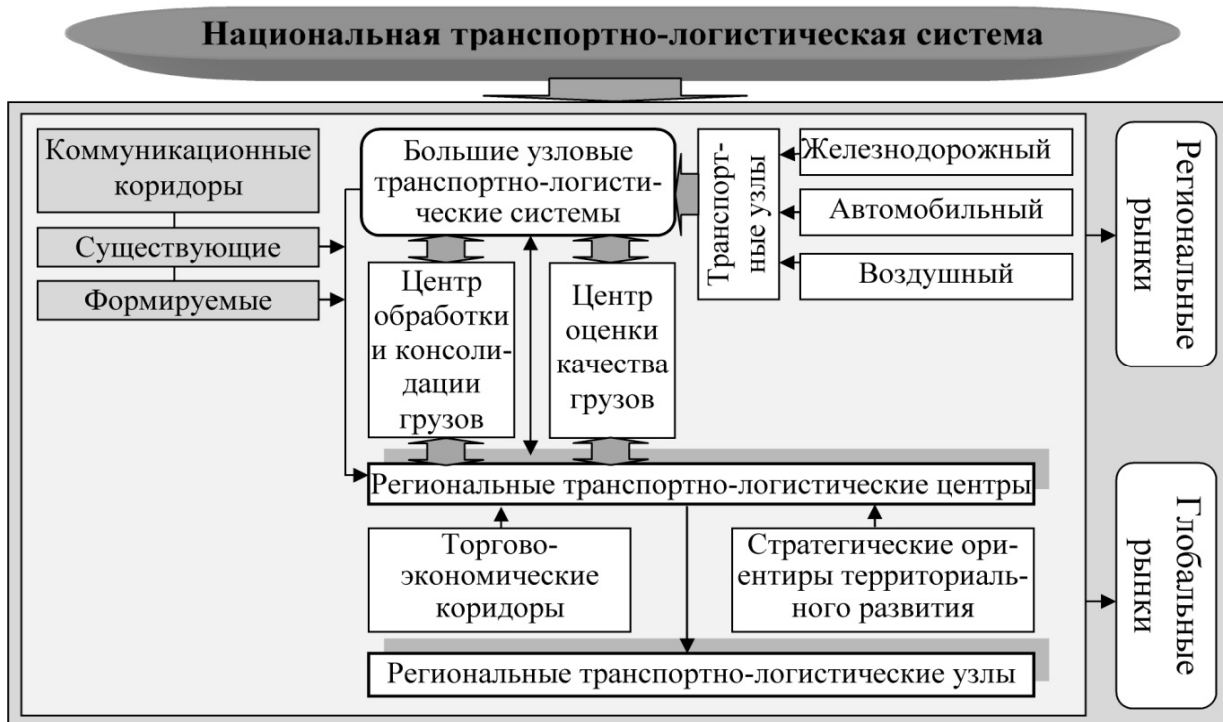 Национальная транспортно-логистическая система
Коммуникационные
коридоры
Существующие
Формируемые
Большие узловые
транспортно-логисти-
ческие системы
Транспорт-
ные узлы
Железнодорожный
Автомобильный
Воздушный
Региональные
рынки
Центр
обработки
и консоли-
дации
грузов
Центр
оценки
качества
грузов
Региональные транспортно-логистические центры
Торгово-
экономические
коридоры
Стратегические ори-
ентиры территориаль-
ного развития
Глобальные
рынки
Региональные транспортно-логистические узлы